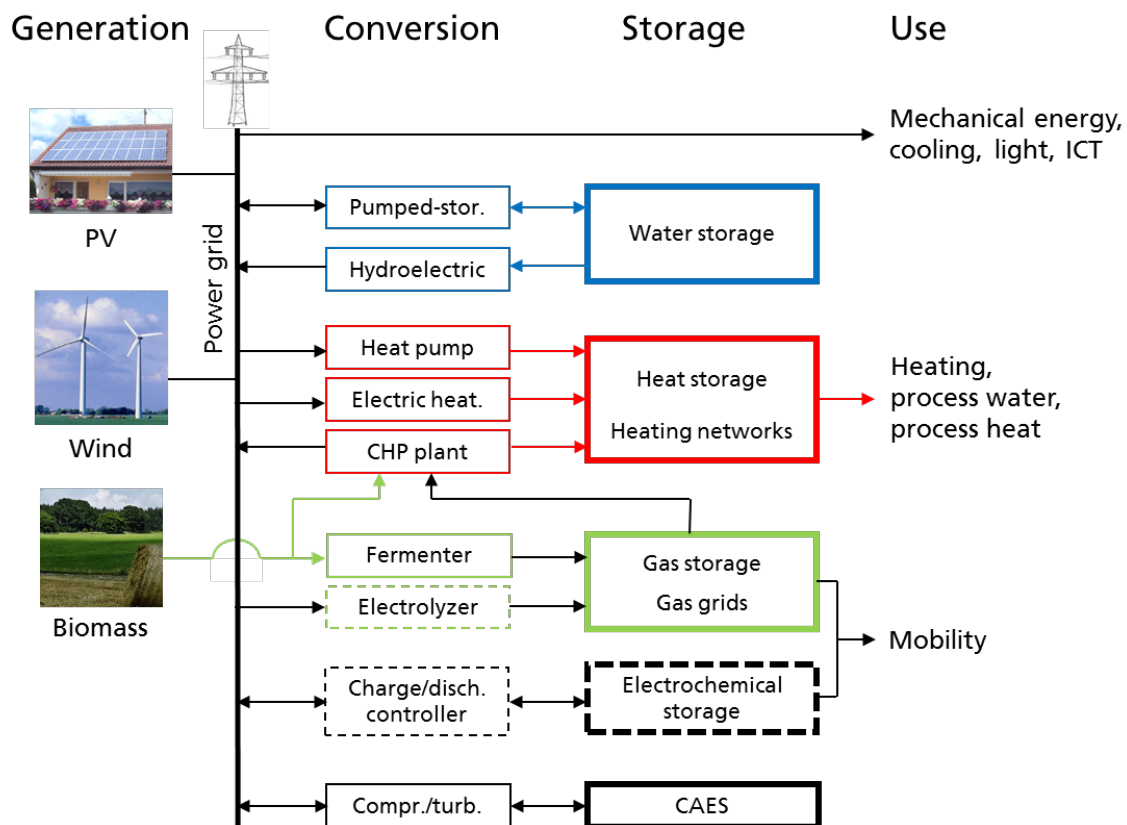 Generation
Conversion
Storage
Use
PV
Wind
Biomass
Power grid
Pumped-stor.
Hydroelectric
Heat pump
Electric heat.
CHP plant
Fermenter
Electrolyzer
Charge/disch.
controller
Compr./turb.
Water storage
Heat storage
Heating networks
Gas storage
Gas grids
Electrochemical
storage
CAES
Mechanical energy,
cooling, light, ICT
Heating,
process water,
process heat
Mobility